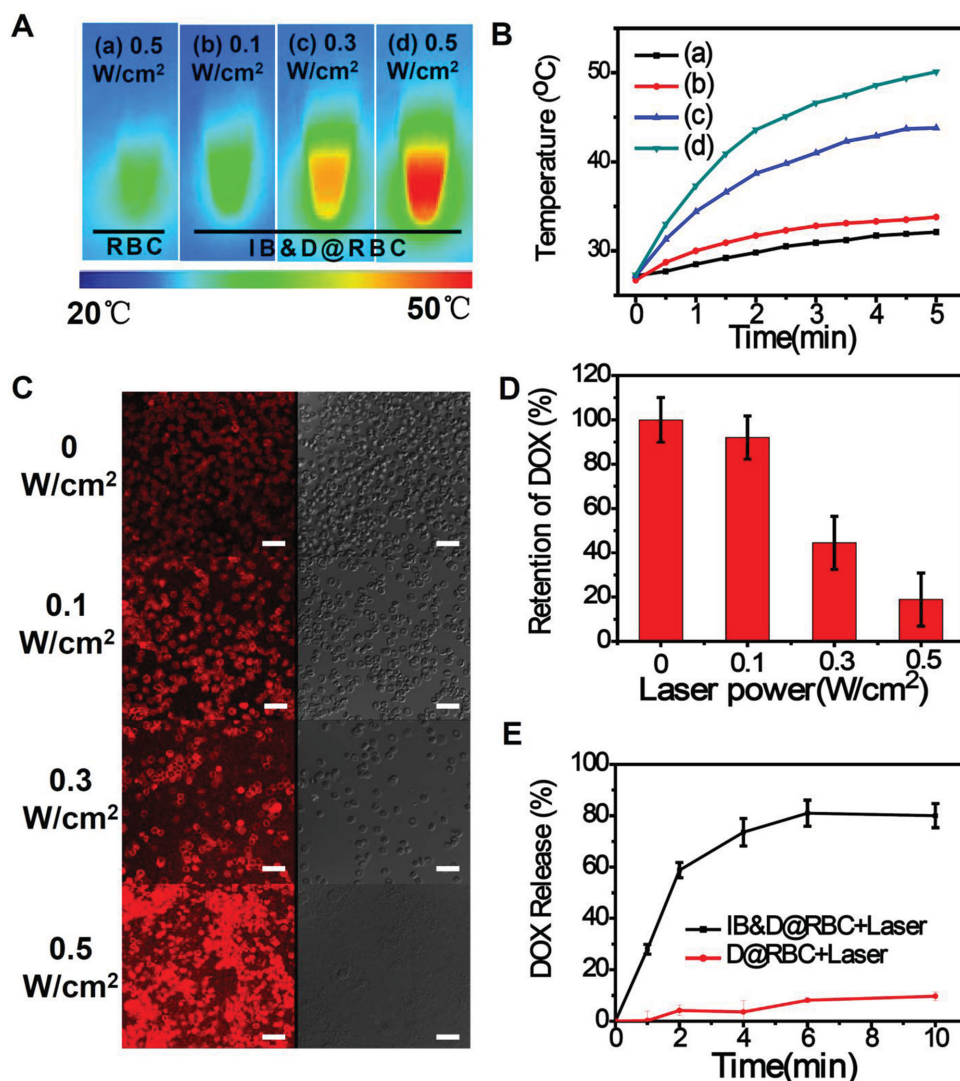 A
(a) 0.5 W/cm²
(b) 0.1 W/cm²
(c) 0.3 W/cm²
(d) 0.5 W/cm²
RBC
IB&D@RBC
20℃
50℃
B
Temperature (°C)
50
40
30
(a)
(b)
(c)
(d)
0 1 2 3 4 5
Time(min)
C
0
W/cm²
0.1
W/cm²
0.3
W/cm²
0.5
W/cm²
D
Retention of DOX (%)
120
100
80
60
40
20
0
0 0.1 0.3 0.5
Laser power(W/cm²)
E
DOX Release (%)
100
80
60
40
20
0
IB&D@RBC+Laser
D@RBC+Laser
0 2 4 6 8 10
Time(min)